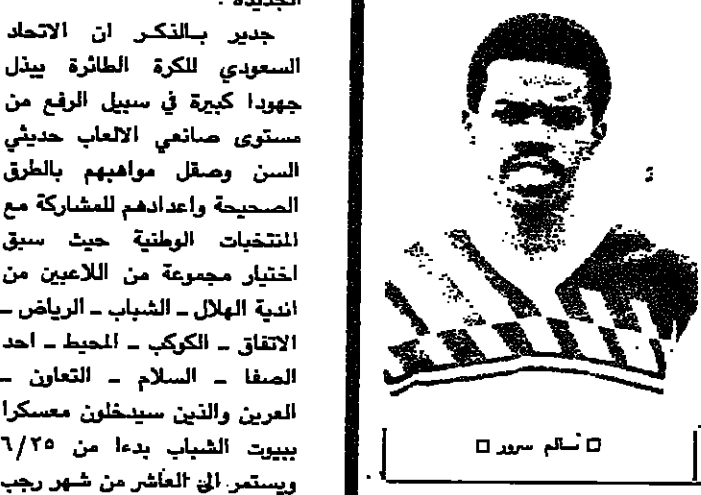 الجديدة .
جدير بالذكر ان الاتحاد
السعودي للكرة الطائرة يبذل
جهودا كبيرة في سبيل الرفع من
مستوى صانعي الالعاب حديثي
السن وصقل مواهبهم بالطرق
الصحيحة واعدادهم للمشاركة مع
المنتخبات الوطنية حيث سبق
اختيار مجموعة من اللاعبين من
اندية الهلال ـ الشباب ـ الرياض ـ
الاتفاق ـ الكوكب ـ المحيط ـ احد
الصفا ـ السلام ـ التعاون ـ
العرين والذين سيدخلون معسكرا
ببيوت الشباب بدءا من ٦/٢٥
ويستمر الى العاشر من شهر رجب
□ سالم سرور □